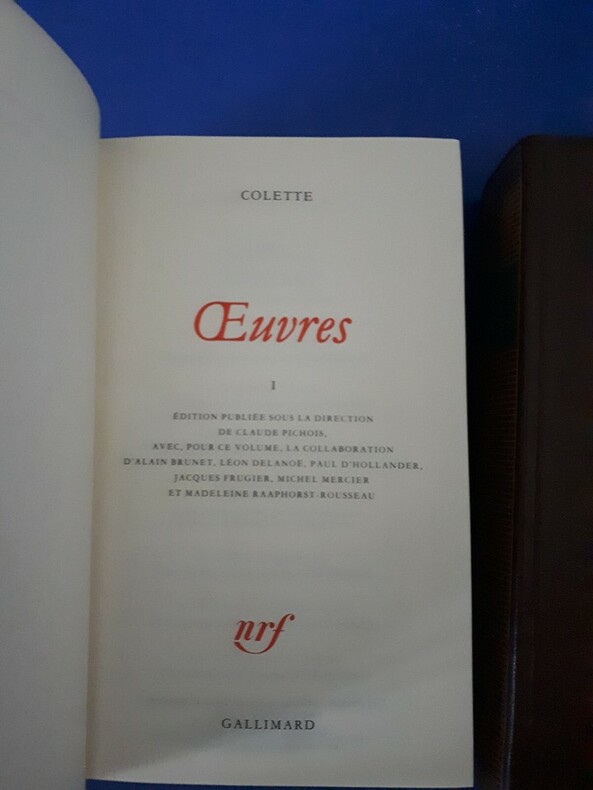 COLETTE
Œuvres
I
ÉDITION PUBLIÉE SOUS LA DIRECTION
DE CLAUDE PICHOIS,
AVEC, POUR CE VOLUME, LA COLLABORATION
D'ALAIN BRUNET, LÉON DELANOË, PAUL D'HOLLANDER,
JACQUES FRUGIER, MICHEL MERCIER
ET MADELEINE RAAPHORST-ROUSSEAU
nrf
GALLIMARD